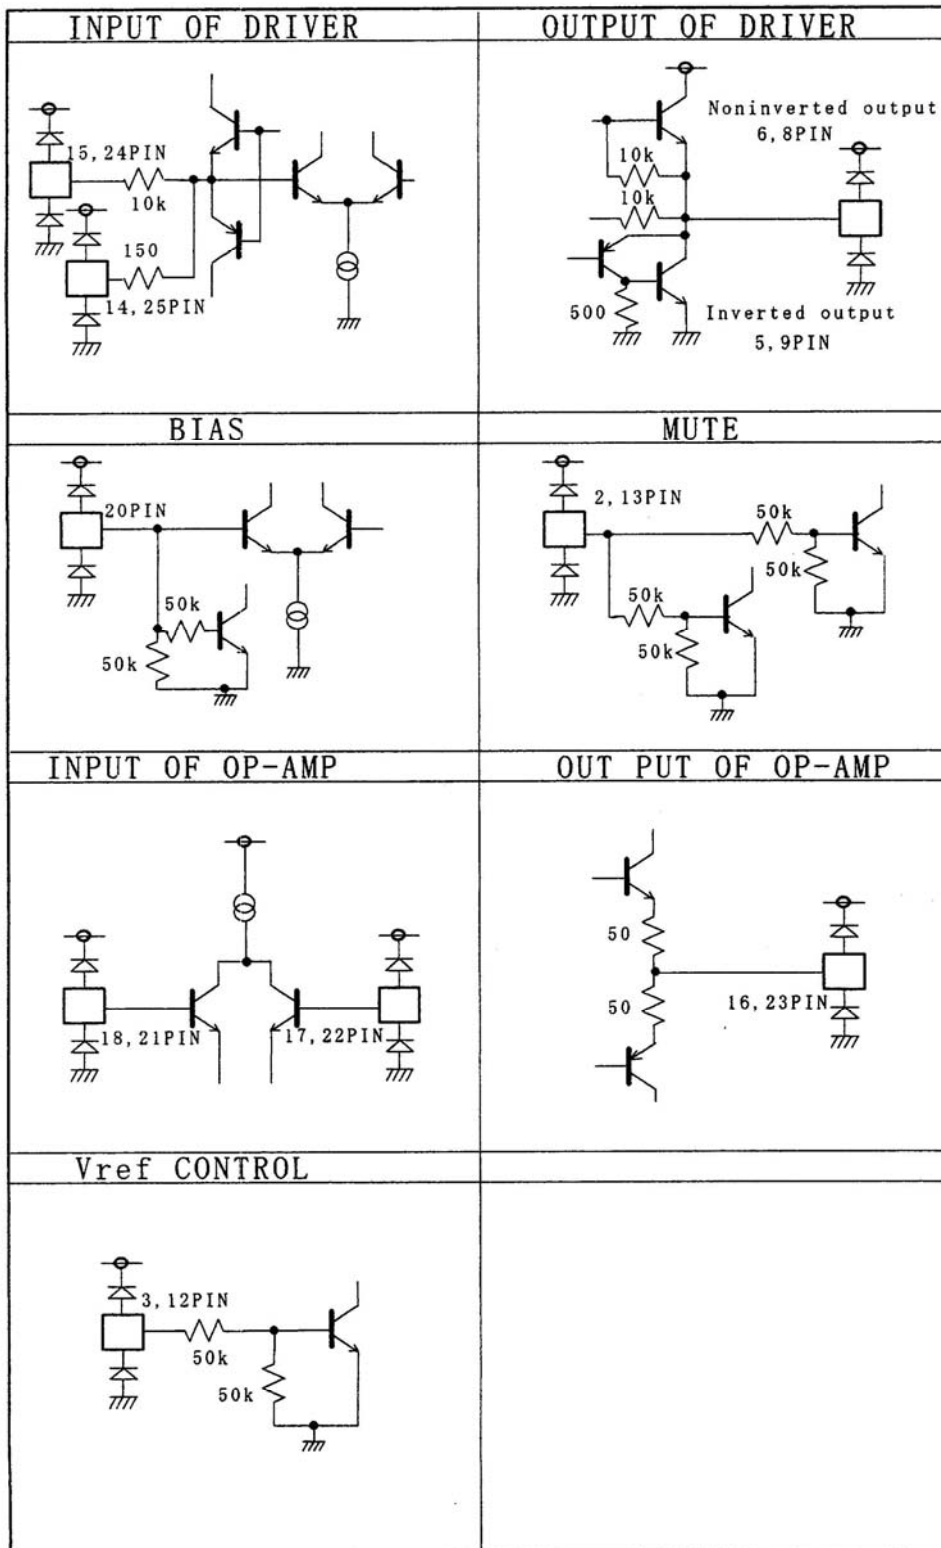 INPUT OF DRIVER
15,24PIN
10k
150
14,25PIN
OUTPUT OF DRIVER
Noninverted output
6,8PIN
10k
10k
500
Inverted output
5,9PIN
BIAS
20PIN
50k
50k
MUTE
2,13PIN
50k
50k
50k
50k
INPUT OF OP-AMP
18,21PIN
17,22PIN
OUT PUT OF OP-AMP
50
50
16,23PIN
Vref CONTROL
3,12PIN
50k
50k